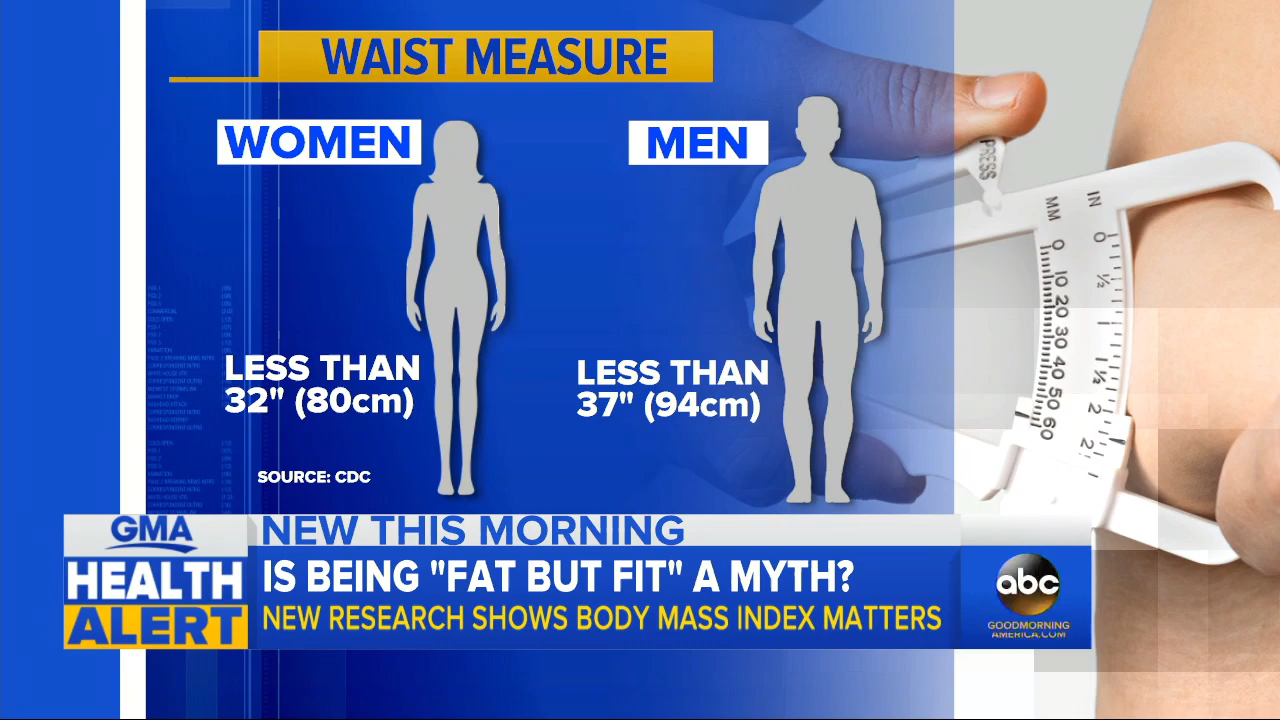 WAIST MEASURE
WOMEN
MEN
LESS THAN
32" (80cm)
LESS THAN
37" (94cm)
SOURCE: CDC
PRESS
MM
IN
0
10
20
30
40
50
60
0
½
1
1½
2
GMA
HEALTH
ALERT
NEW THIS MORNING
IS BEING "FAT BUT FIT" A MYTH?
NEW RESEARCH SHOWS BODY MASS INDEX MATTERS
abc
GOODMORNING
AMERICA.COM